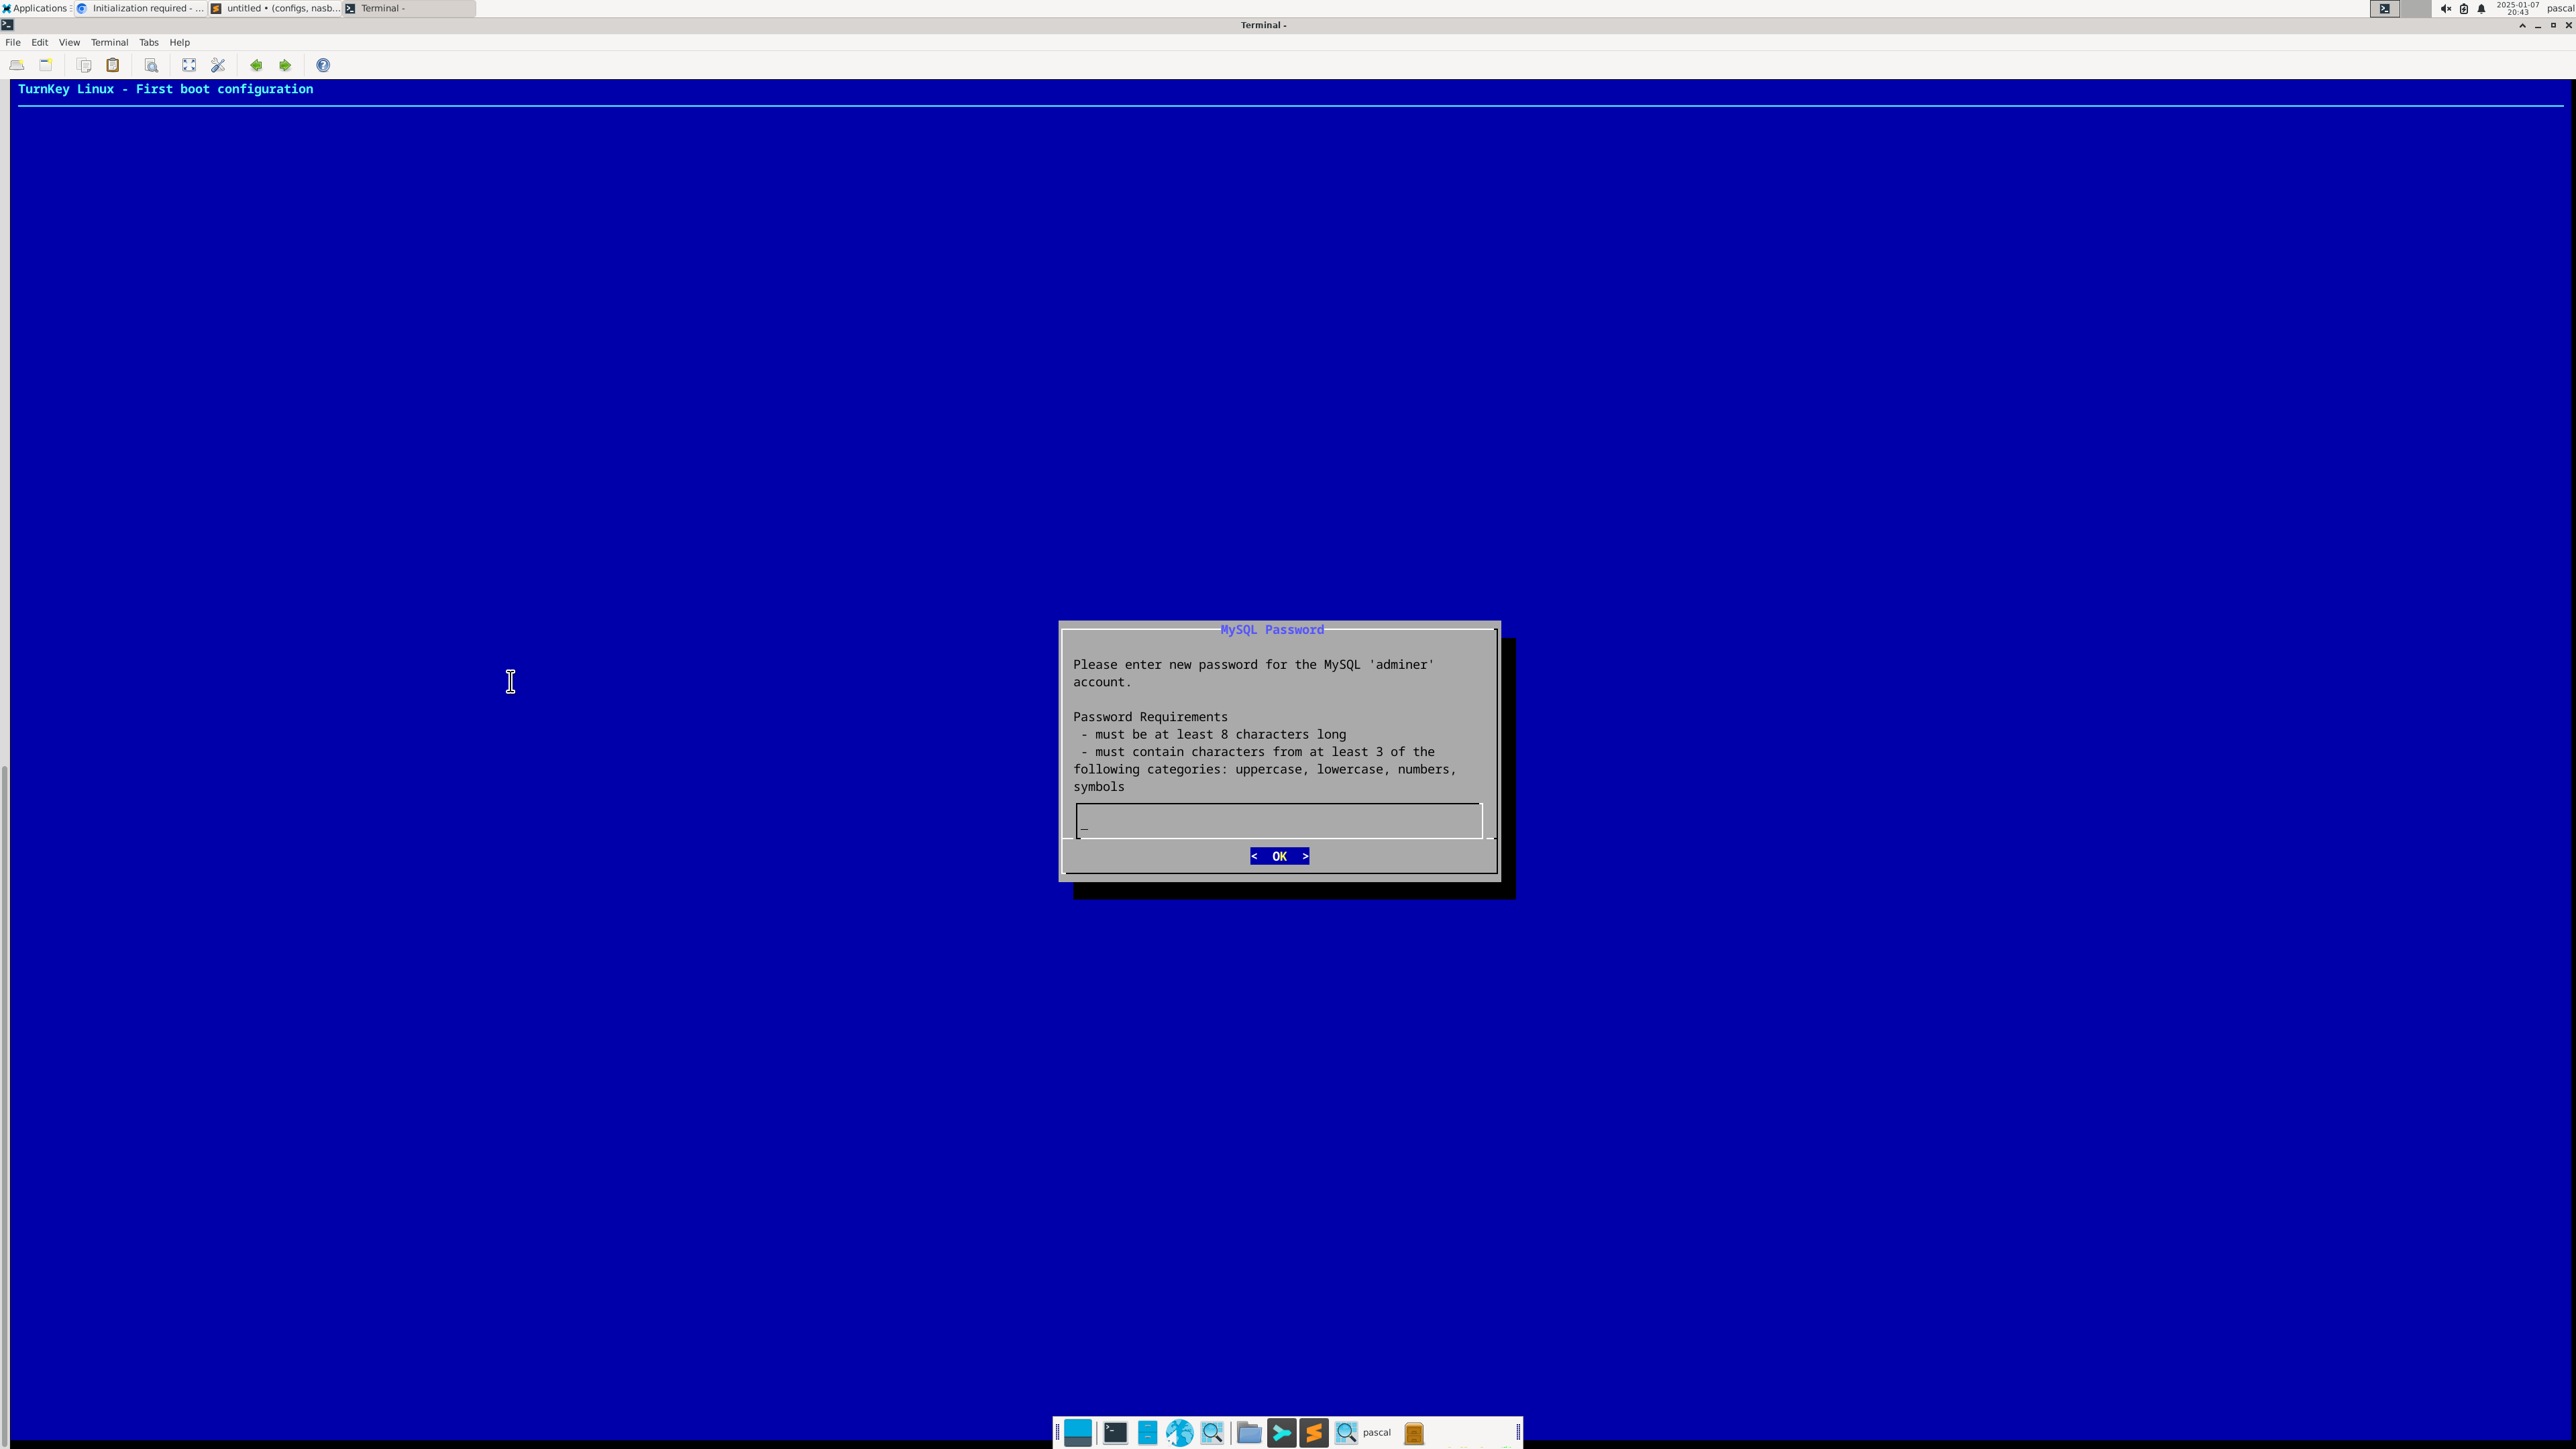 Applications
Initialization required - ...
untitled • (configs, nasb...
Terminal -
2025-01-07
20:43
pascal
Terminal -
File Edit View Terminal Tabs Help
TurnKey Linux - First boot configuration
MySQL Password
Please enter new password for the MySQL 'adminer'
account.
Password Requirements
- must be at least 8 characters long
- must contain characters from at least 3 of the
following categories: uppercase, lowercase, numbers,
symbols
_
< OK >
pascal